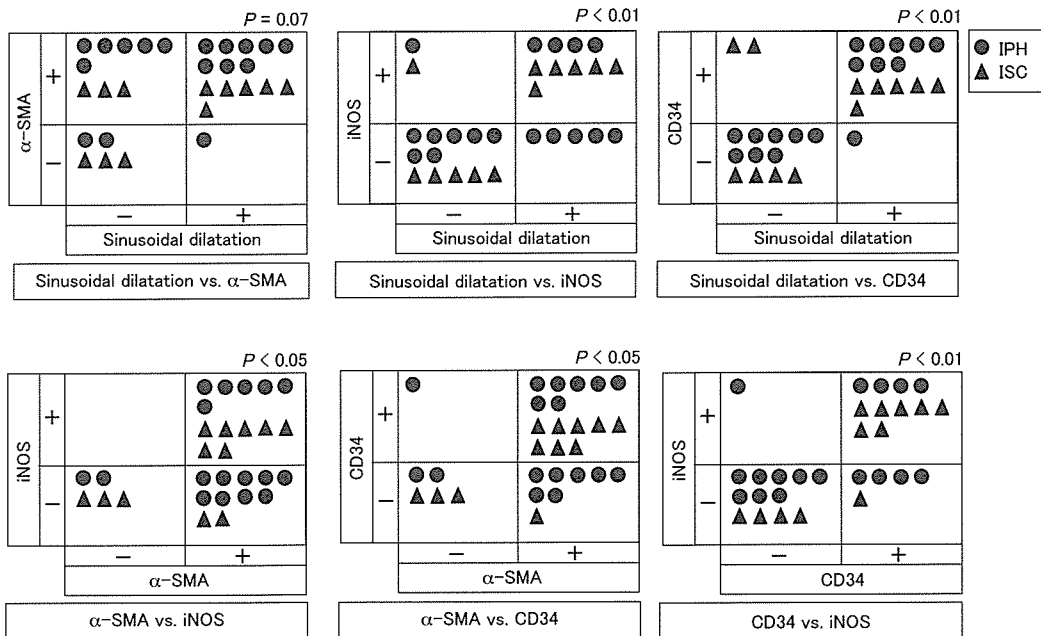 P = 0.07
α-SMA
+
−
−
+
Sinusoidal dilatation
Sinusoidal dilatation vs. α-SMA
P < 0.01
iNOS
+
−
−
+
Sinusoidal dilatation
Sinusoidal dilatation vs. iNOS
P < 0.01
CD34
+
−
−
+
Sinusoidal dilatation
Sinusoidal dilatation vs. CD34
IPH
ISC
P < 0.05
iNOS
+
−
−
+
α-SMA
α-SMA vs. iNOS
P < 0.05
CD34
+
−
−
+
α-SMA
α-SMA vs. CD34
P < 0.01
iNOS
+
−
−
+
CD34
CD34 vs. iNOS